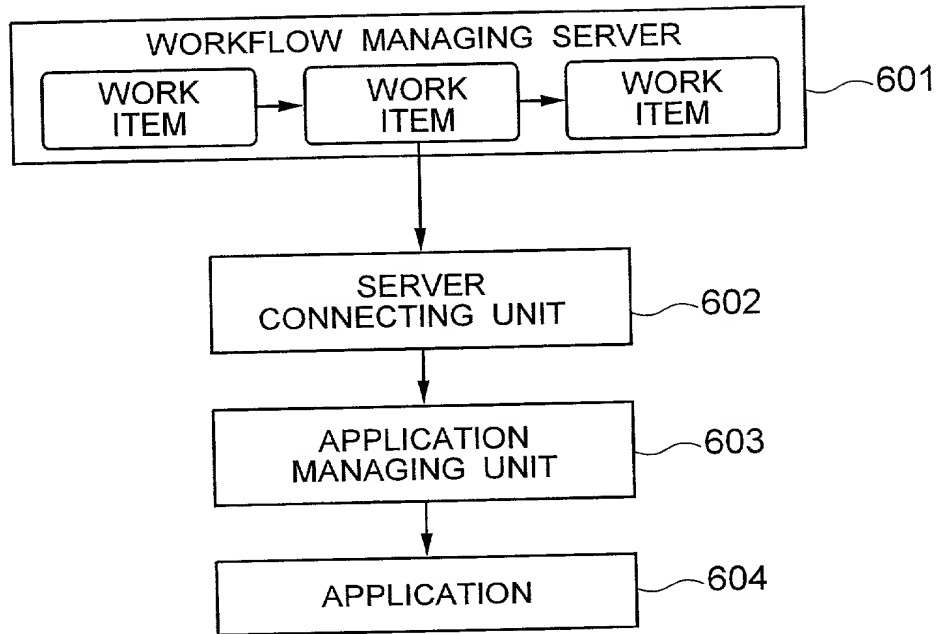 WORKFLOW MANAGING SERVER
WORK
ITEM
WORK
ITEM
WORK
ITEM
601
SERVER
CONNECTING UNIT
602
APPLICATION
MANAGING UNIT
603
APPLICATION
604